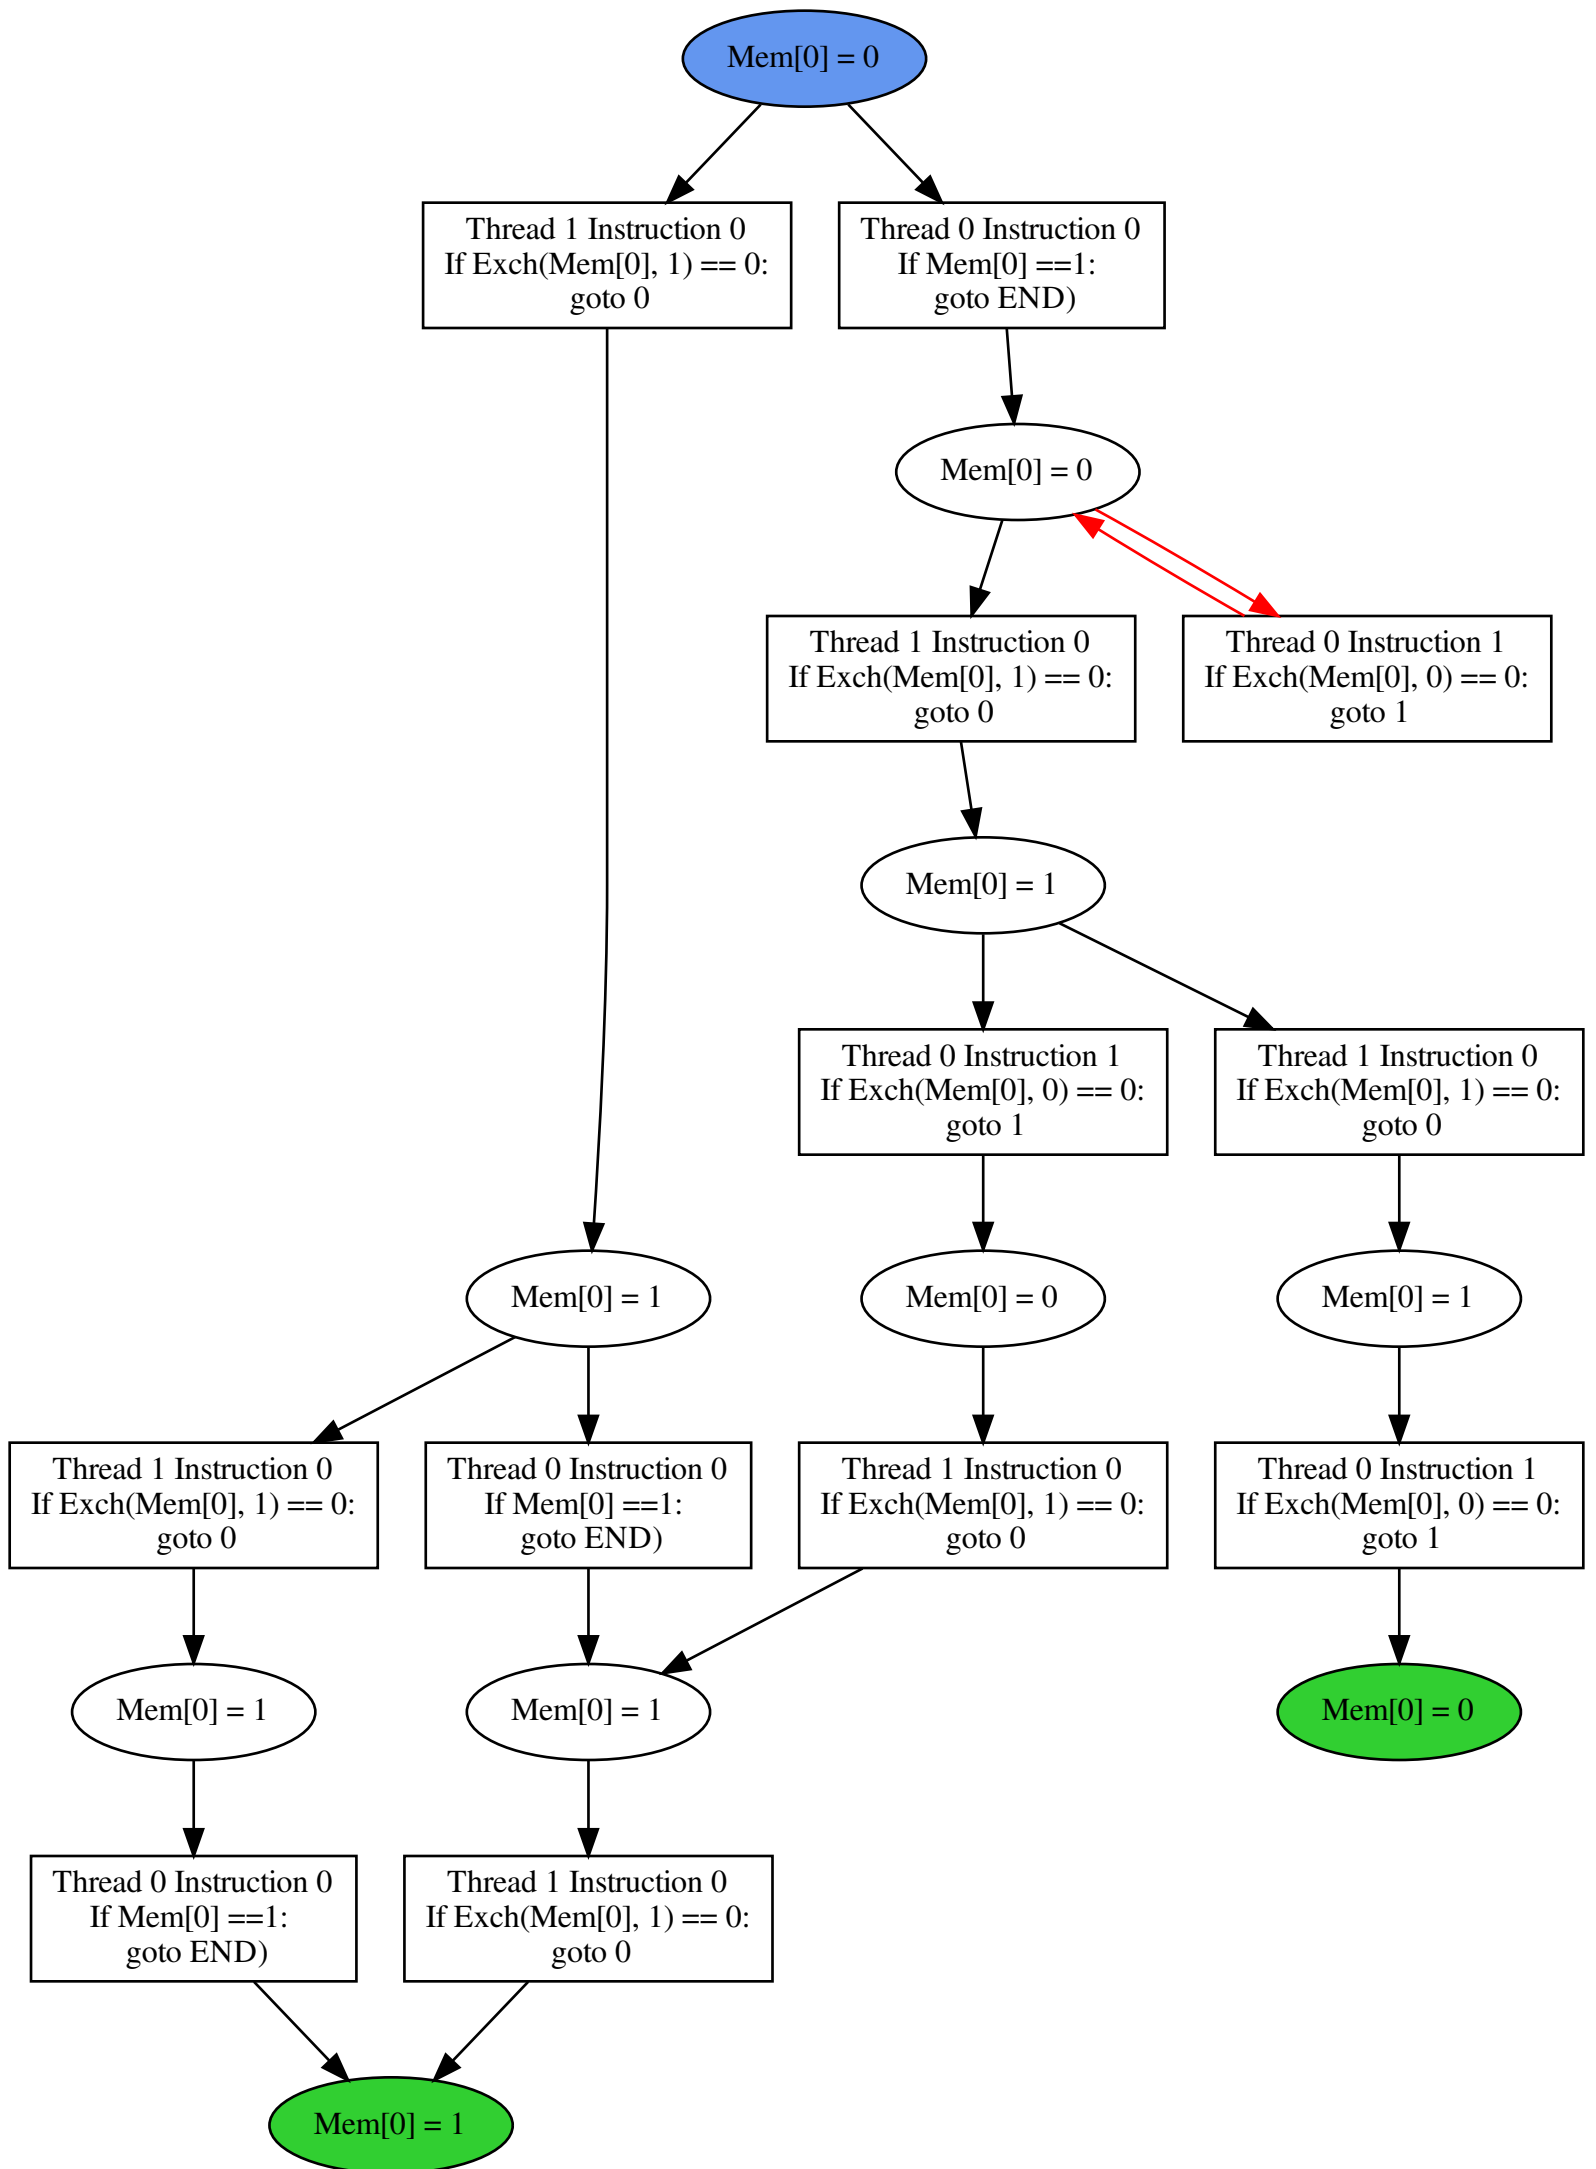 Mem[0] = 0
Thread 1 Instruction 0
If Exch(Mem[0], 1) == 0:
goto 0
Thread 0 Instruction 0
If Mem[0] ==1:
goto END)
Mem[0] = 0
Thread 1 Instruction 0
If Exch(Mem[0], 1) == 0:
goto 0
Thread 0 Instruction 1
If Exch(Mem[0], 0) == 0:
goto 1
Mem[0] = 1
Thread 0 Instruction 1
If Exch(Mem[0], 0) == 0:
goto 1
Thread 1 Instruction 0
If Exch(Mem[0], 1) == 0:
goto 0
Mem[0] = 1
Mem[0] = 0
Mem[0] = 1
Thread 1 Instruction 0
If Exch(Mem[0], 1) == 0:
goto 0
Thread 0 Instruction 0
If Mem[0] ==1:
goto END)
Thread 1 Instruction 0
If Exch(Mem[0], 1) == 0:
goto 0
Thread 0 Instruction 1
If Exch(Mem[0], 0) == 0:
goto 1
Mem[0] = 1
Mem[0] = 1
Mem[0] = 0
Thread 0 Instruction 0
If Mem[0] ==1:
goto END)
Thread 1 Instruction 0
If Exch(Mem[0], 1) == 0:
goto 0
Mem[0] = 1